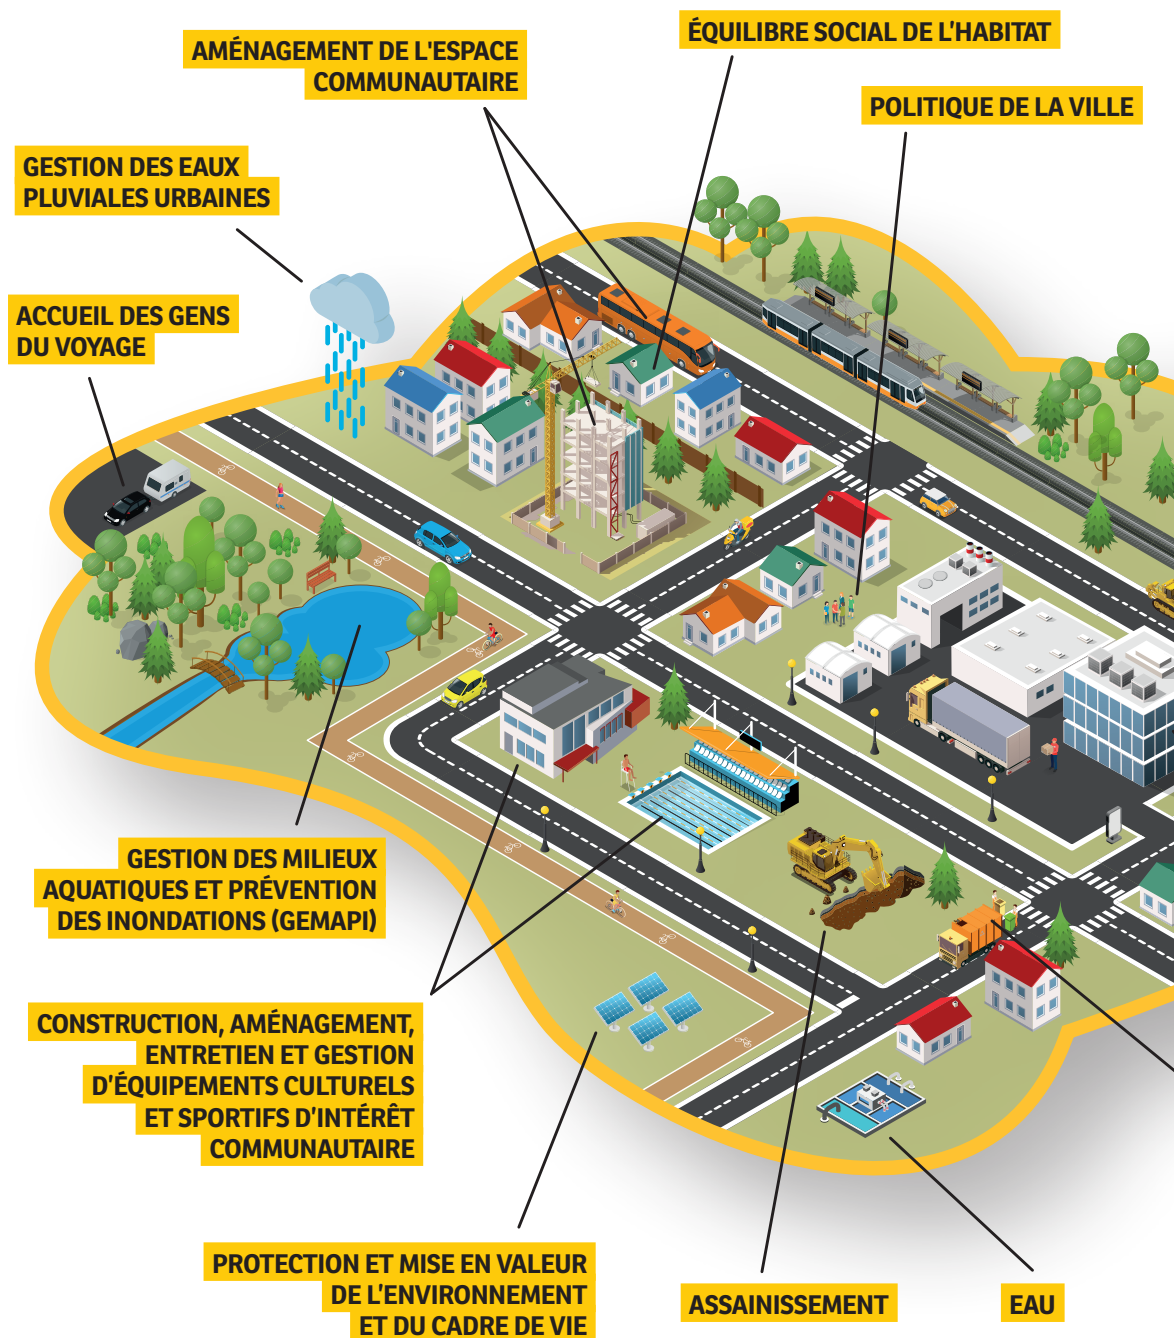 ÉQUILIBRE SOCIAL DE L'HABITAT
AMÉNAGEMENT DE L'ESPACE
COMMUNAUTAIRE
POLITIQUE DE LA VILLE
GESTION DES EAUX
PLUVIALES URBAINES
ACCUEIL DES GENS
DU VOYAGE
GESTION DES MILIEUX
AQUATIQUES ET PRÉVENTION
DES INONDATIONS (GEMAPI)
CONSTRUCTION, AMÉNAGEMENT,
ENTRETIEN ET GESTION
D'ÉQUIPEMENTS CULTURELS
ET SPORTIFS D'INTÉRÊT
COMMUNAUTAIRE
PROTECTION ET MISE EN VALEUR
DE L'ENVIRONNEMENT
ET DU CADRE DE VIE
ASSAINISSEMENT
EAU